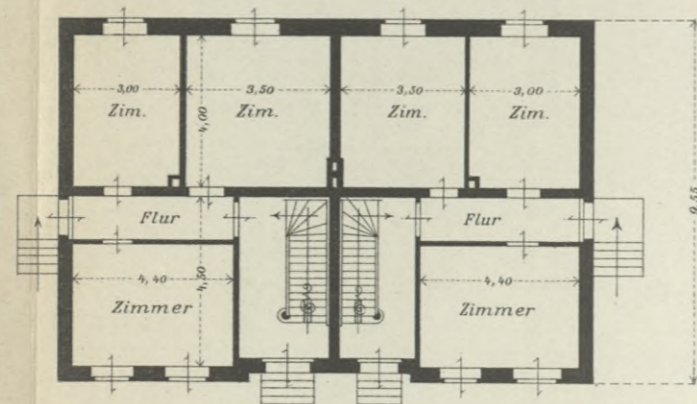 3,00 3,50 3,50 3,00
Zim. Zim. Zim. Zim.
4,00
Flur Flur
4,50
4,40 4,40
Zimmer Zimmer
9,55